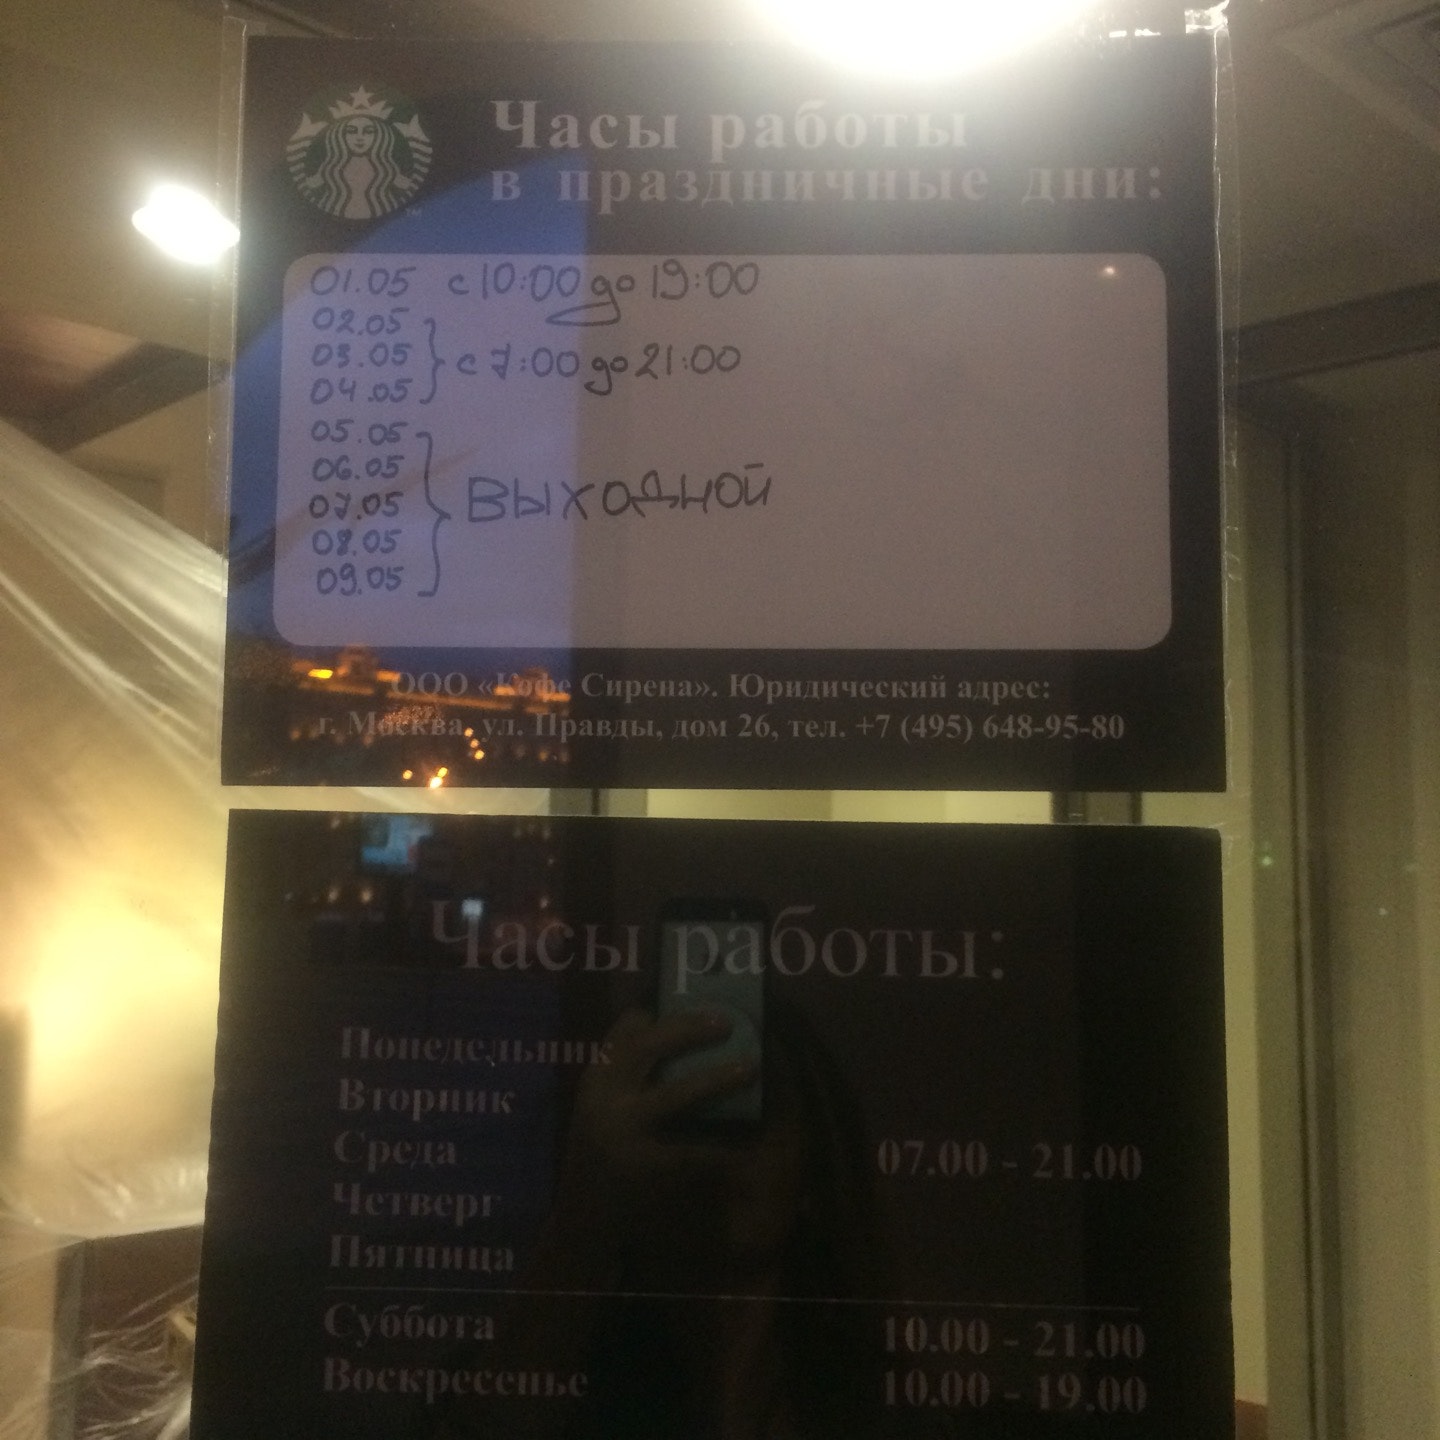 Часы работы
в праздничные дни:
01.05 с 10:00 до 19:00
02.05
03.05 с 7:00 до 21:00
04.05
05.05
06.05
07.05 ВЫХОДНОЙ
08.05
09.05
ООО «Кофе Сирена». Юридический адрес:
г. Москва, ул. Правды, дом 26, тел. +7 (495) 648-95-80
Часы работы:
Понедельник
Вторник
Среда 07.00 - 21.00
Четверг
Пятница
Суббота 10.00 - 21.00
Воскресенье 10.00 - 19.00